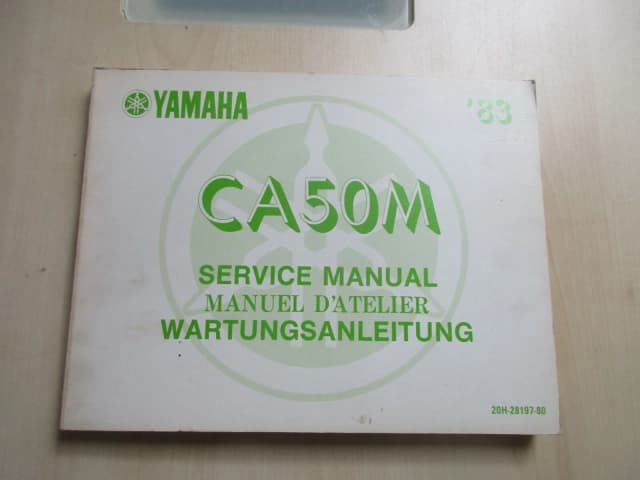 YAMAHA
'83
CA50M
SERVICE MANUAL
MANUEL D'ATELIER
WARTUNGSANLEITUNG
20H-28197-80